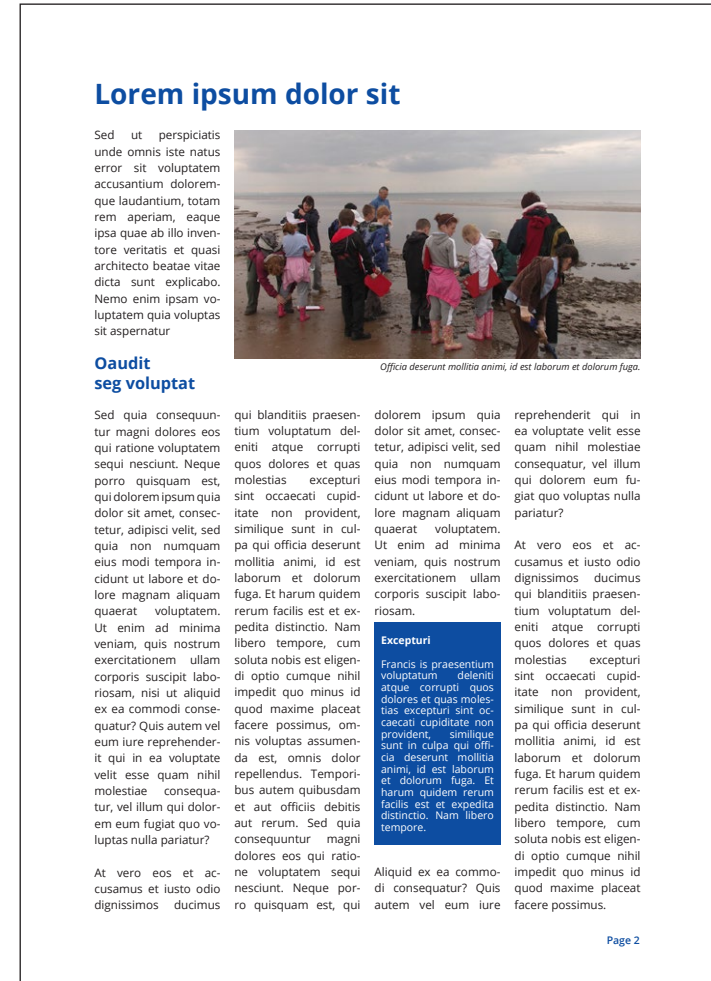 Lorem ipsum dolor sit
Sed ut perspiciatis
unde omnis iste natus
error sit voluptatem
accusantium dolorem-
que laudantium, totam
rem aperiam, eaque
ipsa quae ab illo inven-
tore veritatis et quasi
architecto beatae vitae
dicta sunt explicabo.
Nemo enim ipsam vo-
luptatem quia voluptas
sit aspernatur
Officia deserunt mollitia animi, id est laborum et dolorum fuga.
Oaudit
seg voluptat
Sed quia consequun-
tur magni dolores eos
qui ratione voluptatem
sequi nesciunt. Neque
porro quisquam est,
qui dolorem ipsum quia
dolor sit amet, consec-
tetur, adipisci velit, sed
quia non numquam
eius modi tempora in-
cidunt ut labore et do-
lore magnam aliquam
quaerat voluptatem.
Ut enim ad minima
veniam, quis nostrum
exercitationem ullam
corporis suscipit labo-
riosam, nisi ut aliquid
ex ea commodi conse-
quatur? Quis autem vel
eum iure reprehender-
it qui in ea voluptate
velit esse quam nihil
molestiae consequa-
tur, vel illum qui dolor-
em eum fugiat quo vo-
luptas nulla pariatur?
At vero eos et ac-
cusamus et iusto odio
dignissimos ducimus
qui blanditiis praesen-
tium voluptatum del-
eniti atque corrupti
quos dolores et quas
molestias excepturi
sint occaecati cupid-
itate non provident,
similique sunt in cul-
pa qui officia deserunt
mollitia animi, id est
laborum et dolorum
fuga. Et harum quidem
rerum facilis est et ex-
pedita distinctio. Nam
libero tempore, cum
soluta nobis est eligen-
di optio cumque nihil
impedit quo minus id
quod maxime placeat
facere possimus, om-
nis voluptas assumen-
da est, omnis dolor
repellendus. Tempori-
bus autem quibusdam
et aut officiis debitis
aut rerum. Sed quia
consequuntur magni
dolores eos qui ratio-
ne voluptatem sequi
nesciunt. Neque por-
ro quisquam est, qui
dolorem ipsum quia
dolor sit amet, consec-
tetur, adipisci velit, sed
quia non numquam
eius modi tempora in-
cidunt ut labore et do-
lore magnam aliquam
quaerat voluptatem.
Ut enim ad minima
veniam, quis nostrum
exercitationem ullam
corporis suscipit labo-
riosam.
Excepturi
Francis is praesentium
voluptatum deleniti
atque corrupti quos
dolores et quas moles-
tias excepturi sint oc-
caecati cupiditate non
provident, similique
sunt in culpa qui offi-
cia deserunt mollitia
animi, id est laborum
et dolorum fuga. Et
harum quidem rerum
facilis est et expedita
distinctio. Nam libero
tempore.
Aliquid ex ea commo-
di consequatur? Quis
autem vel eum iure
reprehenderit qui in
ea voluptate velit esse
quam nihil molestiae
consequatur, vel illum
qui dolorem eum fu-
giat quo voluptas nulla
pariatur?
At vero eos et ac-
cusamus et iusto odio
dignissimos ducimus
qui blanditiis praesen-
tium voluptatum del-
eniti atque corrupti
quos dolores et quas
molestias excepturi
sint occaecati cupid-
itate non provident,
similique sunt in cul-
pa qui officia deserunt
mollitia animi, id est
laborum et dolorum
fuga. Et harum quidem
rerum facilis est et ex-
pedita distinctio. Nam
libero tempore, cum
soluta nobis est eligen-
di optio cumque nihil
impedit quo minus id
quod maxime placeat
facere possimus.
Page 2